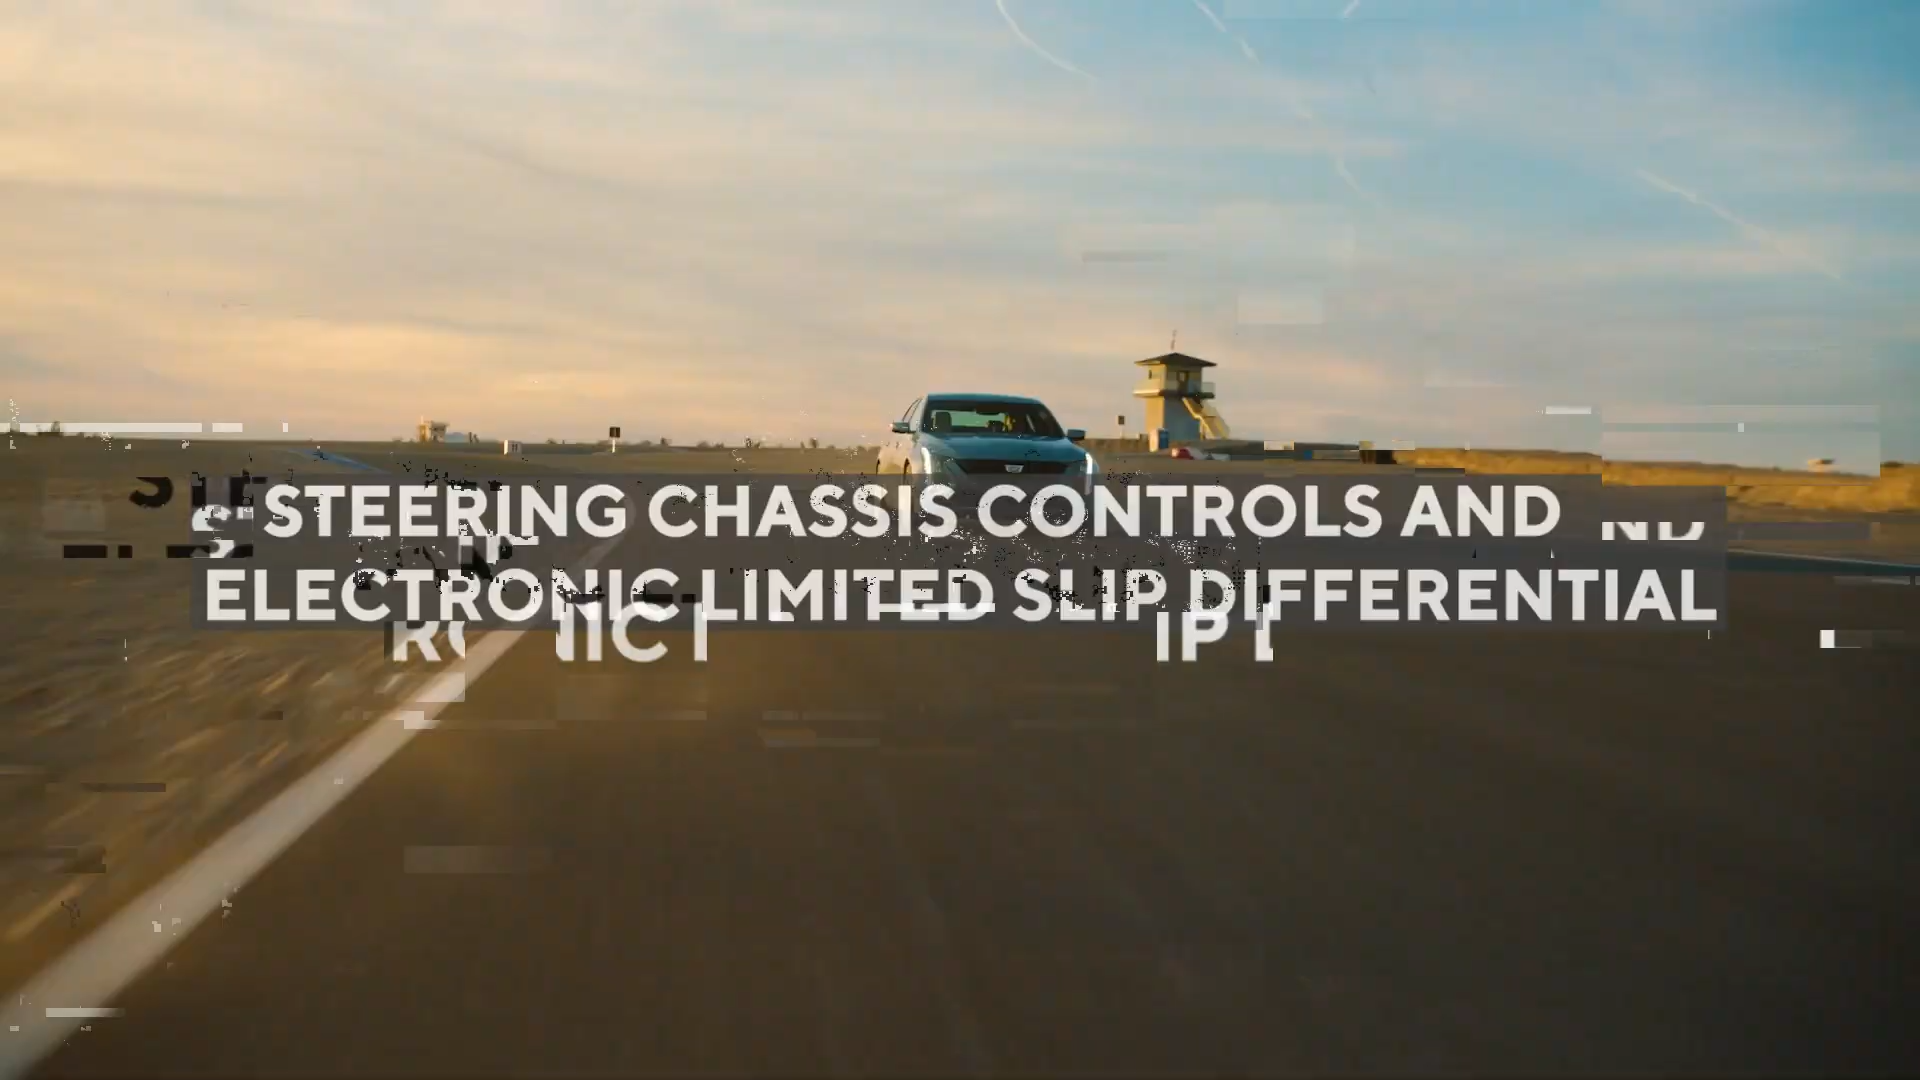 STEERING CHASSIS CONTROLS AND
ELECTRONIC LIMITED SLIP DIFFERENTIAL